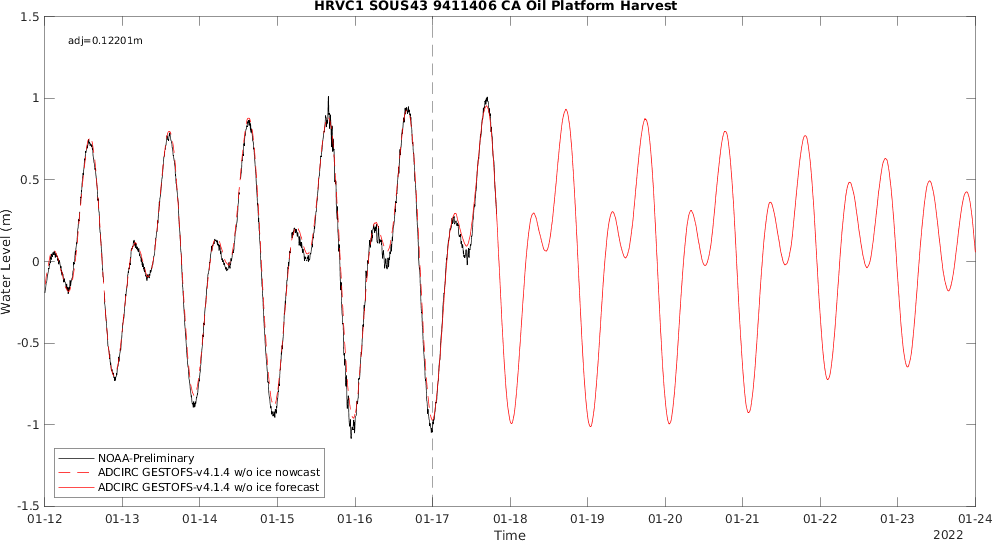 HRVC1 SOUS43 9411406 CA Oil Platform Harvest
1.5
adj=0.12201m
1
0.5
0
-0.5
-1
-1.5
Water Level (m)
NOAA-Preliminary
ADCIRC GESTOFS-v4.1.4 w/o ice nowcast
ADCIRC GESTOFS-v4.1.4 w/o ice forecast
01-12 01-13 01-14 01-15 01-16 01-17 01-18 01-19 01-20 01-21 01-22 01-23 01-24
Time
2022